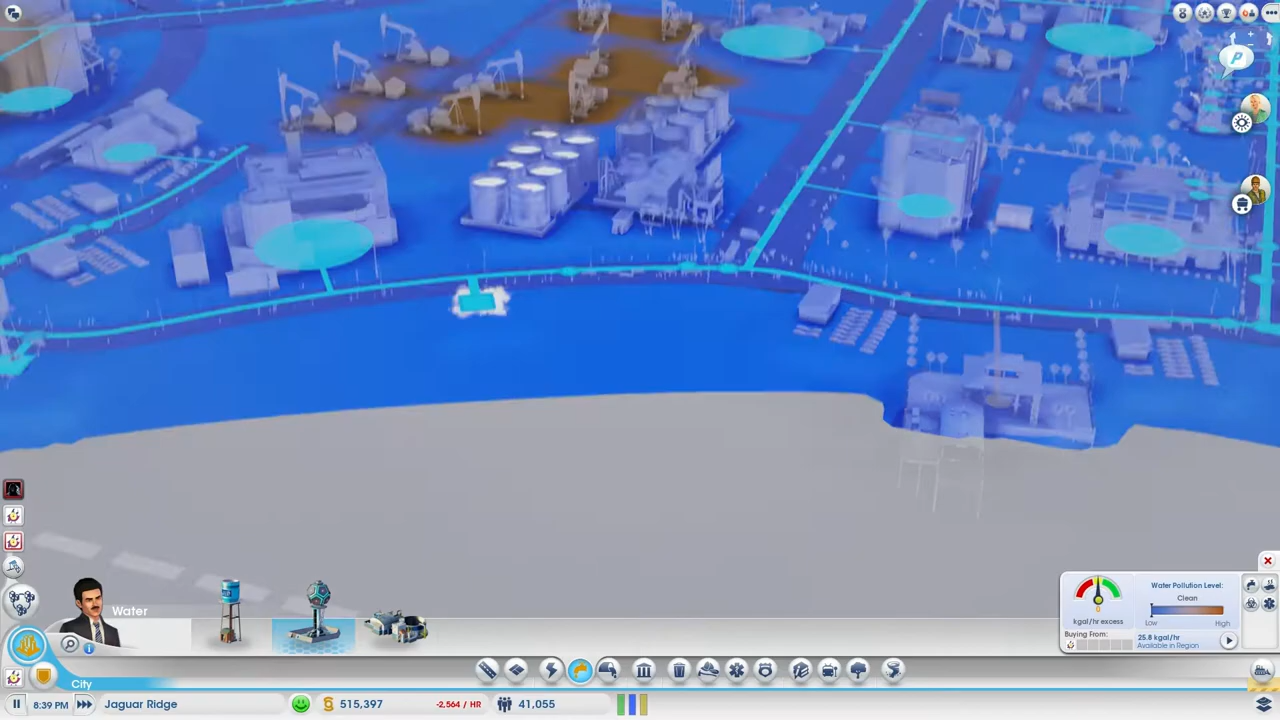 P
Water
Water Pollution Level:
Clean
Low
High
0
kgal/hr excess
Buying From:
25.8 kgal/hr
Available in Region
City
8:39 PM
Jaguar Ridge
515,397
-2,564 / HR
41,055